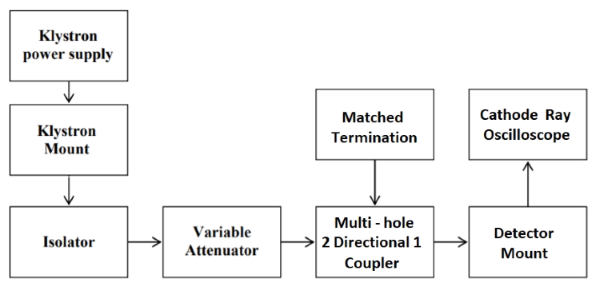 Klystron
power supply
Klystron
Mount
Matched
Termination
Cathode Ray
Oscilloscope
Isolator
Variable
Attenuator
Multi - hole
2 Directional 1
Coupler
Detector
Mount